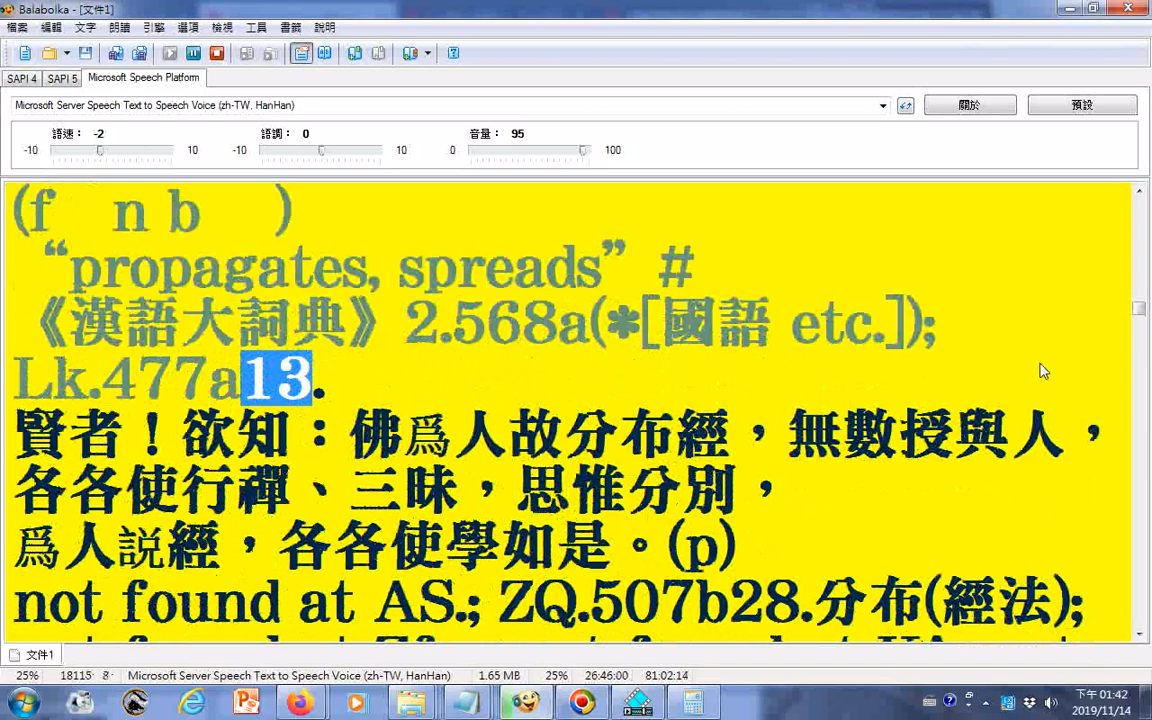 Balabolka - [文件1]
檔案 編輯 文字 朗讀 引擎 選項 檢視 工具 書籤 說明
SAPI 4 SAPI 5 Microsoft Speech Platform
Microsoft Server Speech Text to Speech Voice (zh-TW, HanHan) 關於 預設
語速： -2 語調： 0 音量： 95
-10 10 -10 10 0 100
(f n b )
“propagates, spreads” #
《漢語大詞典》 2.568a(*[國語 etc.]);
Lk.477a13.
賢者！欲知：佛爲人故分布經，無數授與人，
各各使行禪、三昧，思惟分別，
爲人説經，各各使學如是。(p)
not found at AS.; ZQ.507b28.分布(經法);
文件1
25% 18115 Microsoft Server Speech Text to Speech Voice (zh-TW, HanHan) 1.65 MB 25% 26:46:00 81:02:14
下午 01:42
2019/11/14